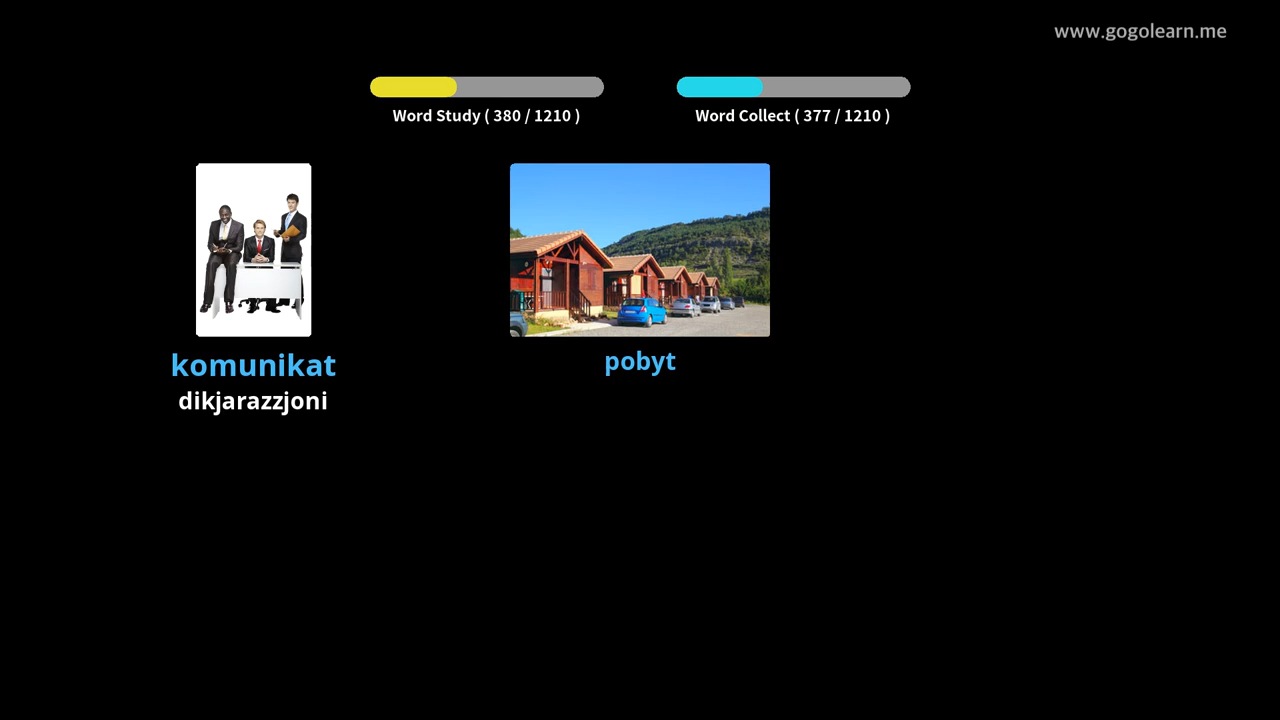 www.gogolearn.me
Word Study ( 380 / 1210 )
Word Collect ( 377 / 1210 )
komunikat
dikjarazzjoni
pobyt